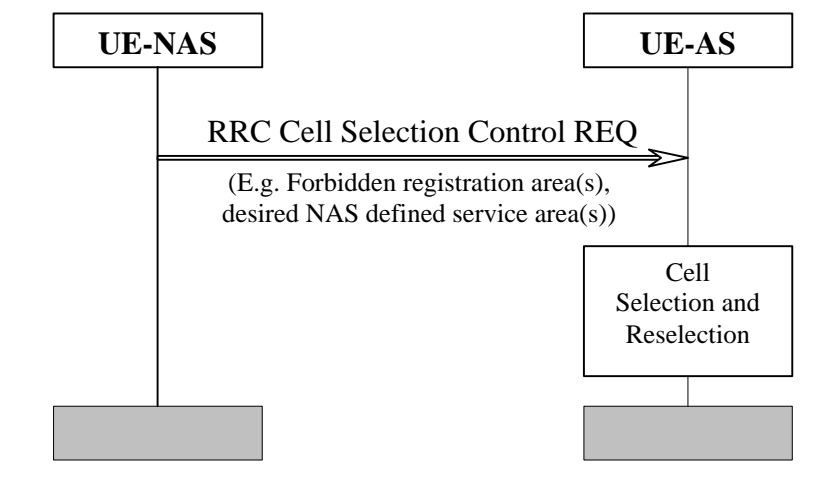 UE-NAS
UE-AS
RRC Cell Selection Control REQ
(E.g. Forbidden registration area(s),
desired NAS defined service area(s))
Cell
Selection and
Reselection